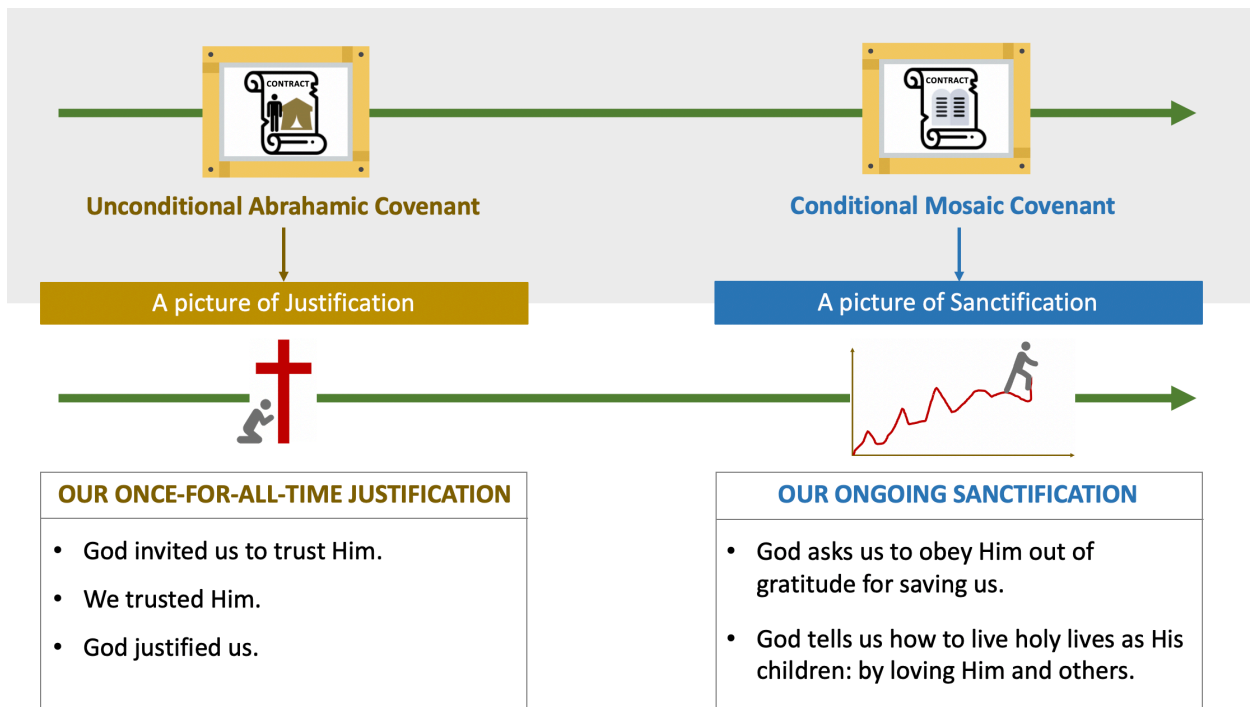 CONTRACT
CONTRACT
Unconditional Abrahamic Covenant
Conditional Mosaic Covenant
A picture of Justification
A picture of Sanctification
OUR ONCE-FOR-ALL-TIME JUSTIFICATION
• God invited us to trust Him.
• We trusted Him.
• God justified us.
OUR ONGOING SANCTIFICATION
• God asks us to obey Him out of
gratitude for saving us.
• God tells us how to live holy lives as His
children: by loving Him and others.